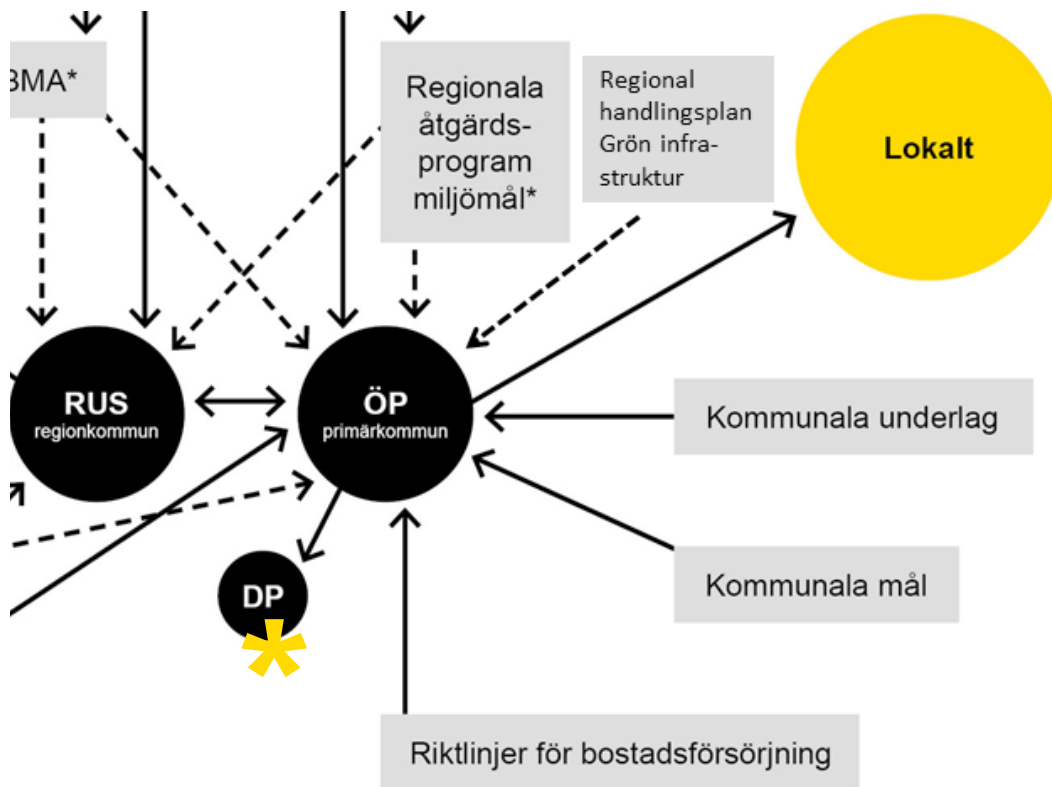 BMA*
Regionala
åtgärds-
program
miljömål*
Regional
handlingsplan
Grön infra-
struktur
Lokalt
RUS
regionkommun
ÖP
primärkommun
Kommunala underlag
DP
Kommunala mål
Riktlinjer för bostadsförsörjning